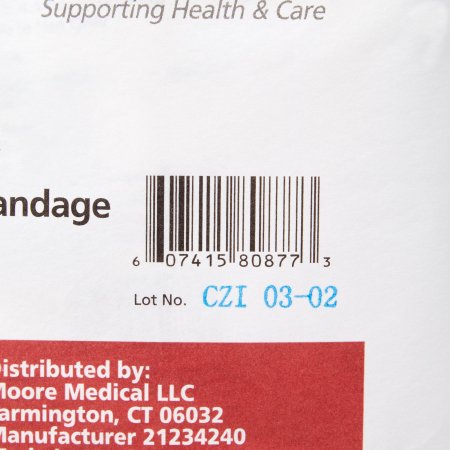 Supporting Health & Care
andage
6 07415 80877 3
Lot No. CZI 03-02
istributed by:
Moore Medical LLC
armington, CT 06032
Manufacturer 21234240